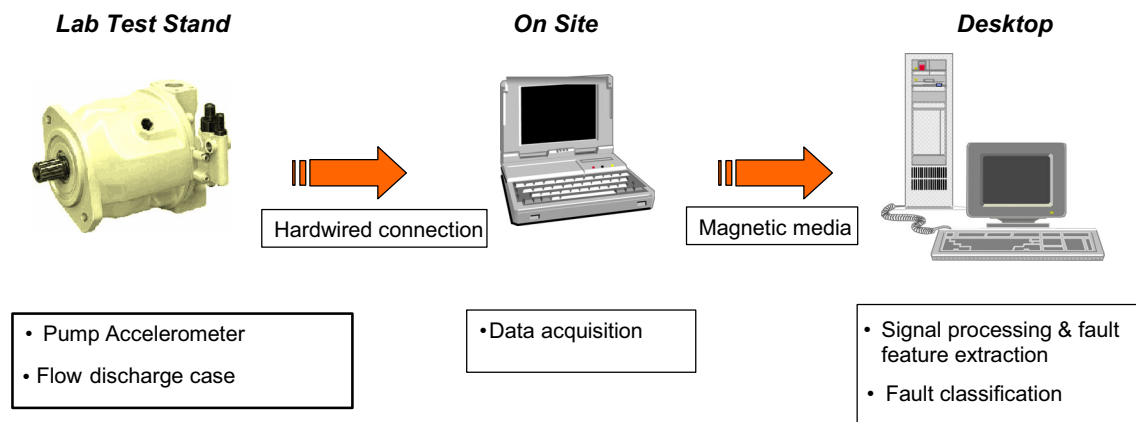 Lab Test Stand
On Site
Desktop
Hardwired connection
Magnetic media
• Pump Accelerometer
• Flow discharge case
•Data acquisition
• Signal processing & fault
feature extraction
• Fault classification